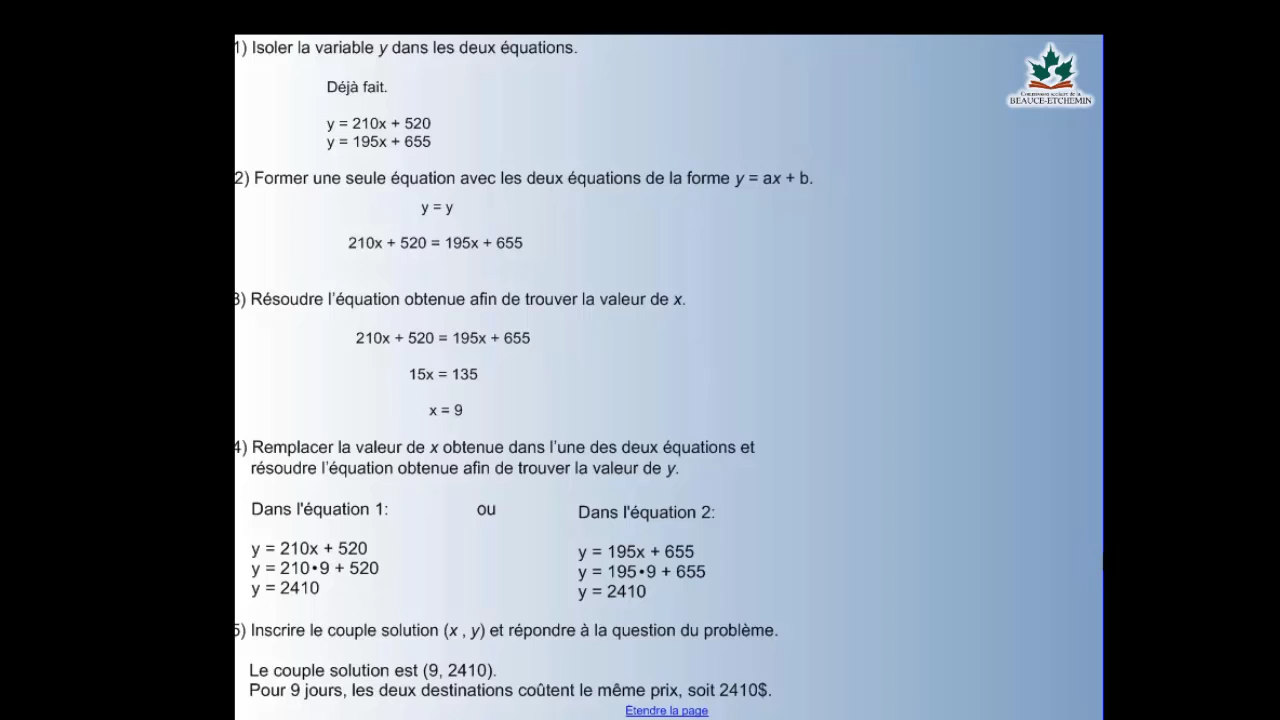 1) Isoler la variable y dans les deux équations.
Commission scolaire de la
BEAUCE-ETCHEMIN
Déjà fait.
y = 210x + 520
y = 195x + 655
2) Former une seule équation avec les deux équations de la forme y = ax + b.
y = y
210x + 520 = 195x + 655
3) Résoudre l'équation obtenue afin de trouver la valeur de x.
210x + 520 = 195x + 655
15x = 135
x = 9
4) Remplacer la valeur de x obtenue dans l'une des deux équations et
résoudre l'équation obtenue afin de trouver la valeur de y.
Dans l'équation 1:
y = 210x + 520
y = 210•9 + 520
y = 2410
ou
Dans l'équation 2:
y = 195x + 655
y = 195•9 + 655
y = 2410
5) Inscrire le couple solution (x , y) et répondre à la question du problème.
Le couple solution est (9, 2410).
Pour 9 jours, les deux destinations coûtent le même prix, soit 2410$.
Étendre la page